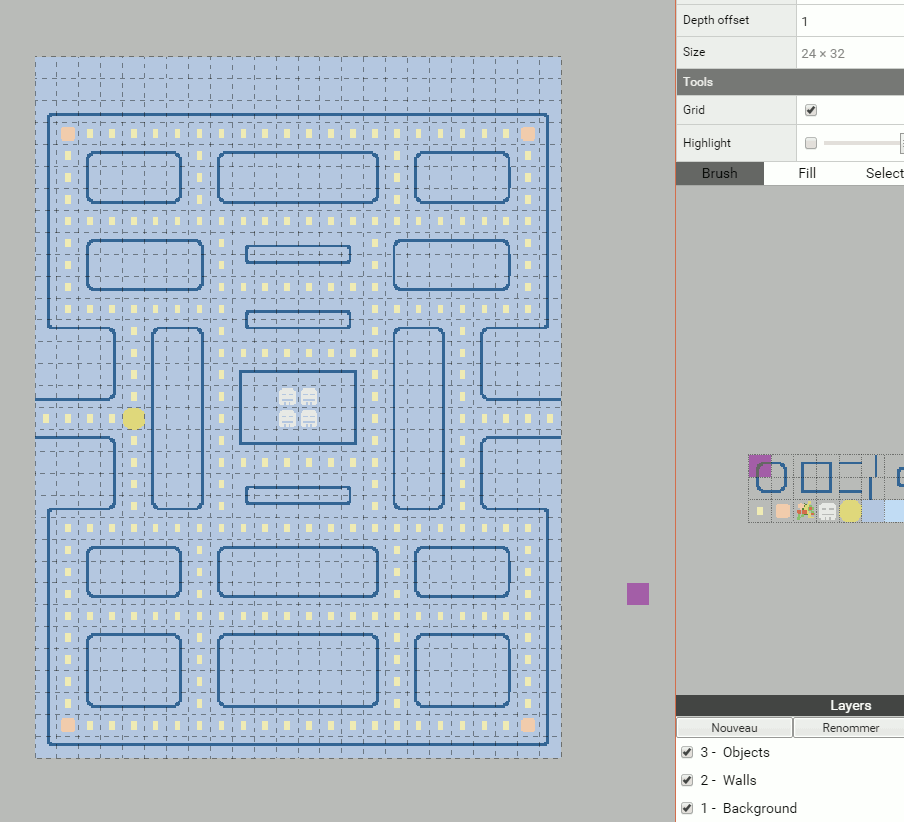 Depth offset 1
Size 24 × 32
Tools
Grid
Highlight
Brush Fill Select
Layers
Nouveau Renommer
3 - Objects
2 - Walls
1 - Background